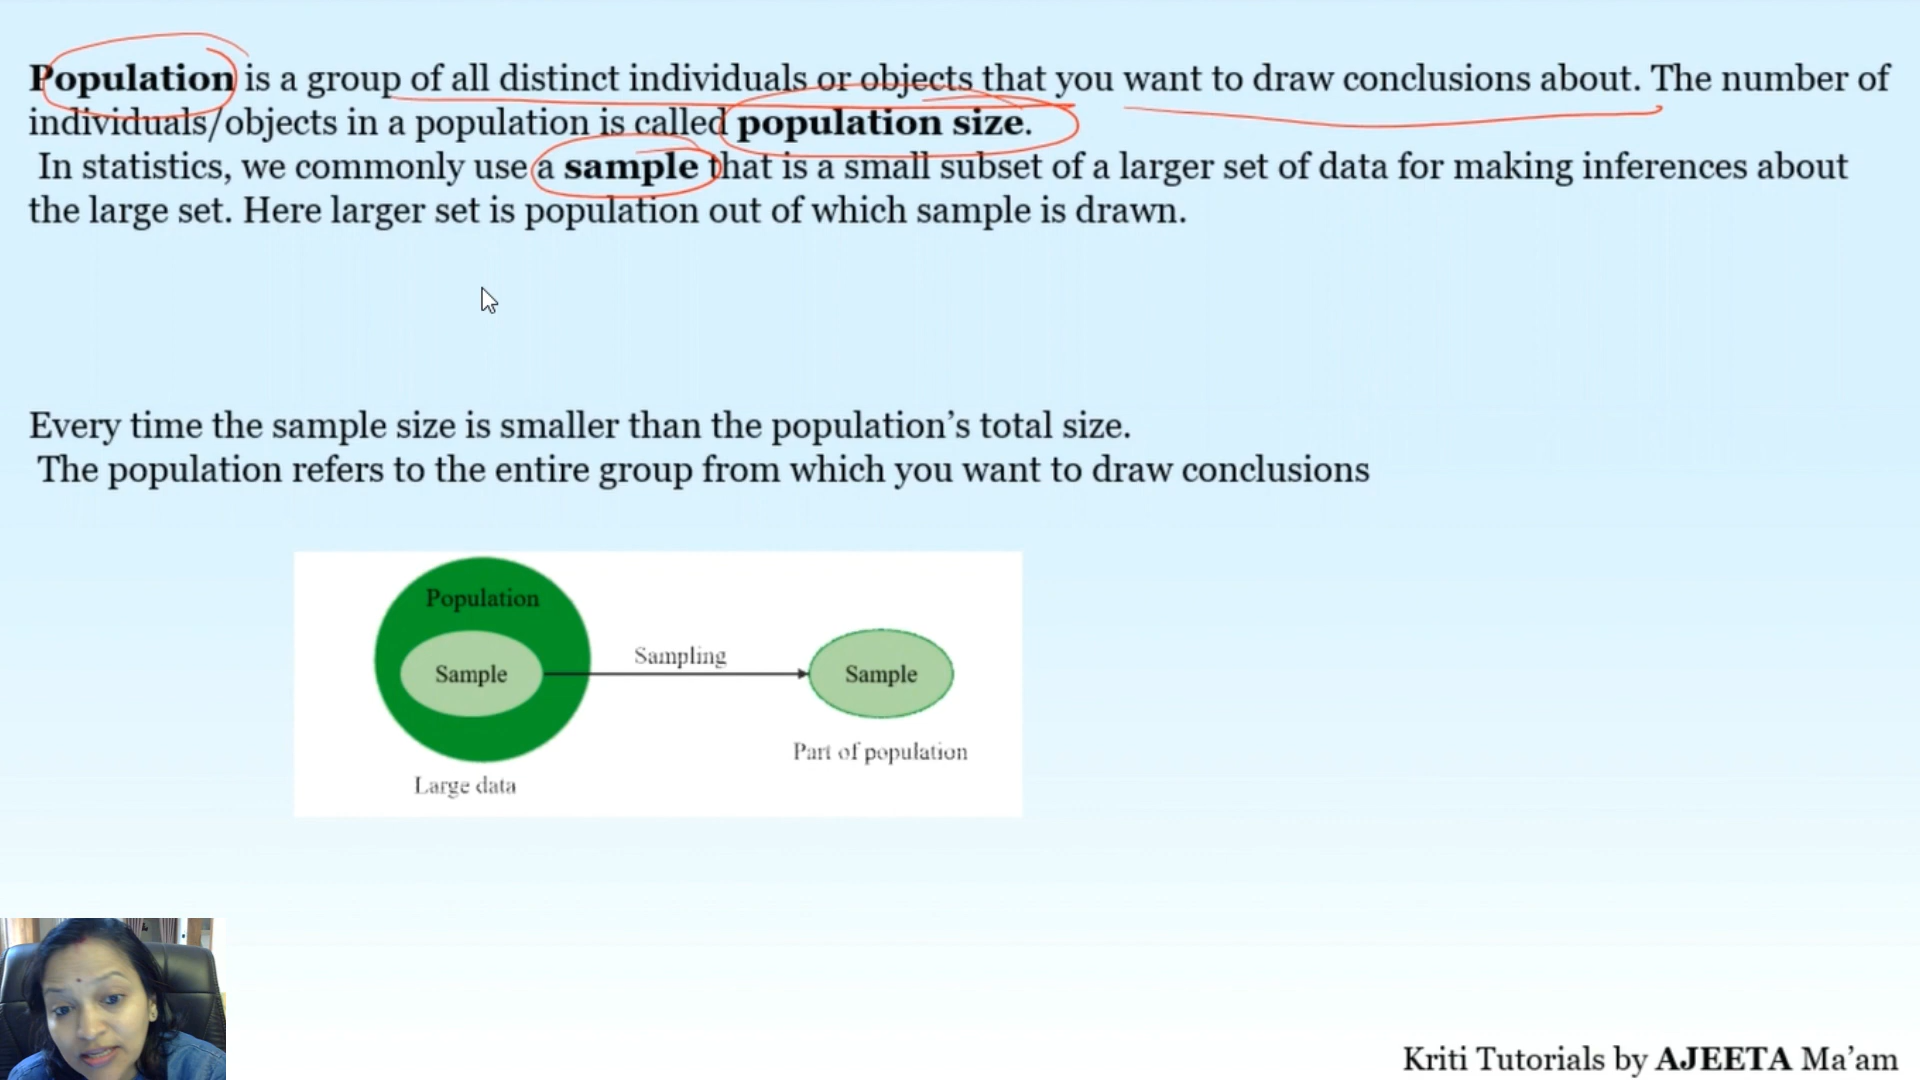 Population is a group of all distinct individuals or objects that you want to draw conclusions about. The number of
individuals/objects in a population is called population size.
In statistics, we commonly use a sample that is a small subset of a larger set of data for making inferences about
the large set. Here larger set is population out of which sample is drawn.
Every time the sample size is smaller than the population’s total size.
The population refers to the entire group from which you want to draw conclusions
Population
Sample
Sampling
Sample
Part of population
Large data
Kriti Tutorials by AJEETA Ma’am